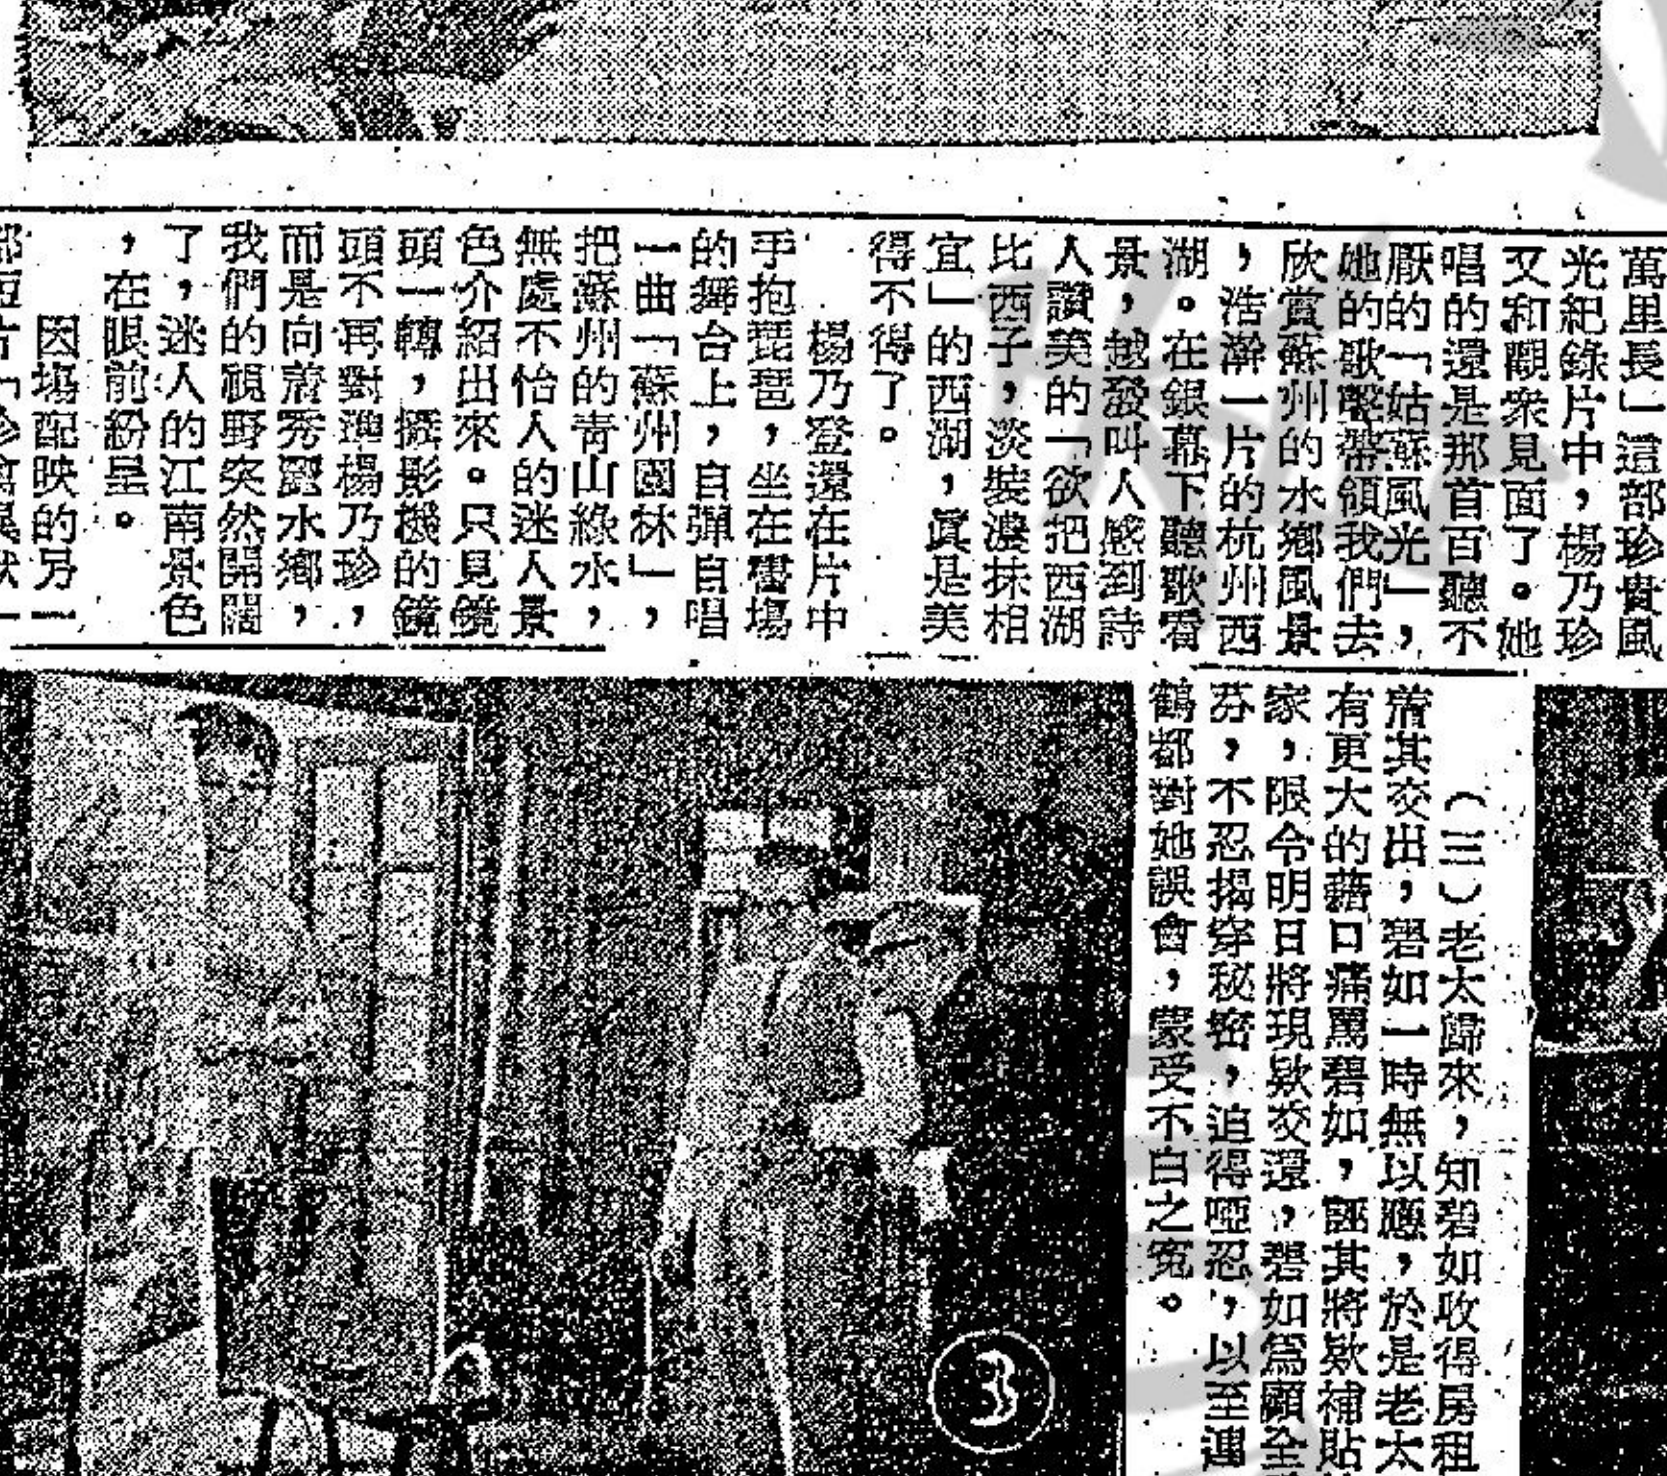 萬里長」這部珍貴風
光紀錄片中，楊乃珍
又和觀衆見面了。她
唱的還是那首百聽不
厭的「姑蘇風光」，
她的歌聲帶領我們去
欣賞蘇州的水鄉風景
，浩瀚一片的杭州西
湖。在銀幕下聽歌看
景，越發叫人感到詩
人讚美的「欲把西湖
比西子，淡裝濃抹相
宜」的西湖，眞是美
得不得了。
楊乃登還在片中
手抱琵琶，坐在書塲
的舞台上，自彈自唱
一曲「蘇州園林」，
把蘇州的靑山綠水，
無處不怡人的迷人景
色介紹出來。只見鏡
頭一轉，攝影機的鏡
頭不再對準楊乃珍，
而是向着秀麗水鄉，
我們的視野突然開闊
了，迷人的江南景色
，在眼前紛呈。
因塲配映的另一
部短片「
（三）老太歸來，知碧如收得房租
着其交出，碧如一時無以應，於是老太
有更大的藉口痛罵碧如，誣其將欵補貼
家，限令明日將現欵交還，碧如爲顧全
芬，不忍揭穿秘密，迫得啞忍，以至連
鶴都對她誤會，蒙受不白之寃。
3